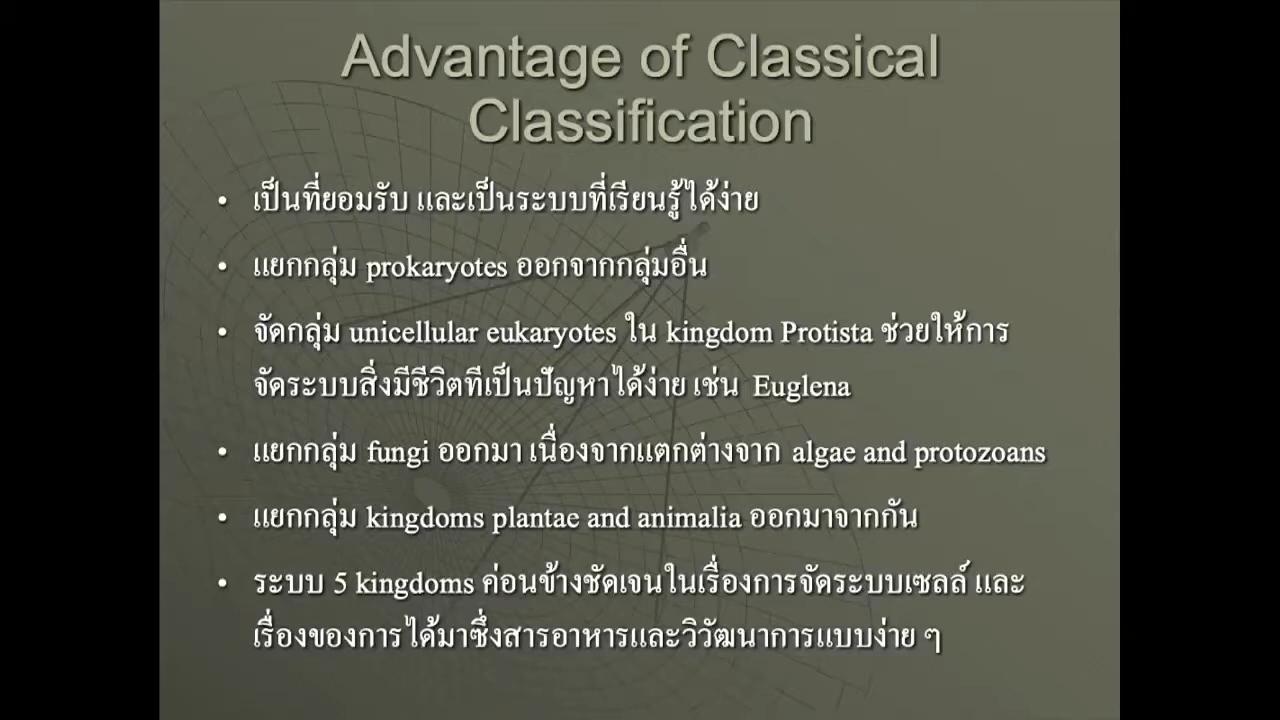 Advantage of Classical
Classification
• เป็นที่ยอมรับ และเป็นระบบที่เรียนรู้ได้ง่าย
• แยกกลุ่ม prokaryotes ออกจากกลุ่มอื่น
• จัดกลุ่ม unicellular eukaryotes ใน kingdom Protista ช่วยให้การ
จัดระบบสิ่งมีชีวิตทีเป็นปัญหาได้ง่าย เช่น Euglena
• แยกกลุ่ม fungi ออกมา เนื่องจากแตกต่างจาก algae and protozoans
• แยกกลุ่ม kingdoms plantae and animalia ออกมาจากกัน
• ระบบ 5 kingdoms ค่อนข้างชัดเจนในเรื่องการจัดระบบเซลล์ และ
เรื่องของการได้มาซึ่งสารอาหารและวิวัฒนาการแบบง่าย ๆ